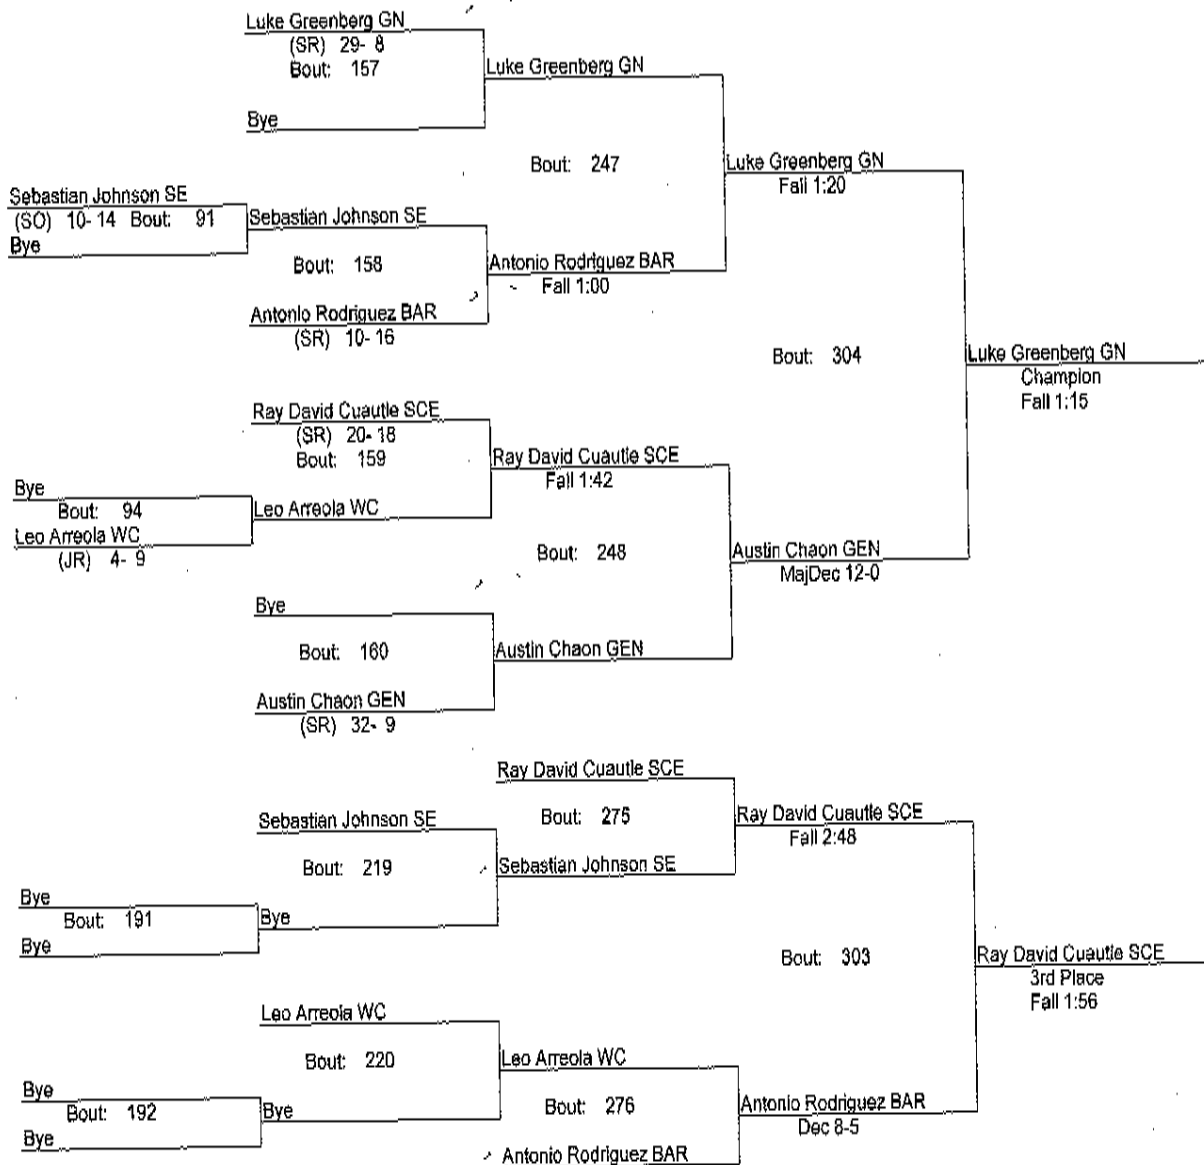 Luke Greenberg GN
(SR) 29- 8
Bout: 157
Luke Greenberg GN
Bye
Bout: 247
Luke Greenberg GN
Fall 1:20
Sebastian Johnson SE
(SO) 10- 14 Bout: 91
Bye
Sebastian Johnson SE
Bout: 158
Antonio Rodriguez BAR
Fall 1:00
Antonio Rodriguez BAR
(SR) 10- 16
Bout: 304
Luke Greenberg GN
Champion
Fall 1:15
Ray David Cuautle SCE
(SR) 20- 18
Bout: 159
Ray David Cuautle SCE
Fall 1:42
Bye
Bout: 94
Leo Arreola WC
(JR) 4- 9
Leo Arreola WC
Bout: 248
Austin Chaon GEN
MajDec 12-0
Bye
Bout: 160
Austin Chaon GEN
Austin Chaon GEN
(SR) 32- 9
Ray David Cuautle SCE
Bout: 275
Ray David Cuautle SCE
Fall 2:48
Sebastian Johnson SE
Bout: 219
Sebastian Johnson SE
Bye
Bout: 191
Bye
Bye
Bout: 303
Ray David Cuautle SCE
3rd Place
Fall 1:56
Leo Arreola WC
Bout: 220
Leo Arreola WC
Bye
Bout: 192
Bye
Bye
Bout: 276
Antonio Rodriguez BAR
Dec 8-5
Antonio Rodriguez BAR